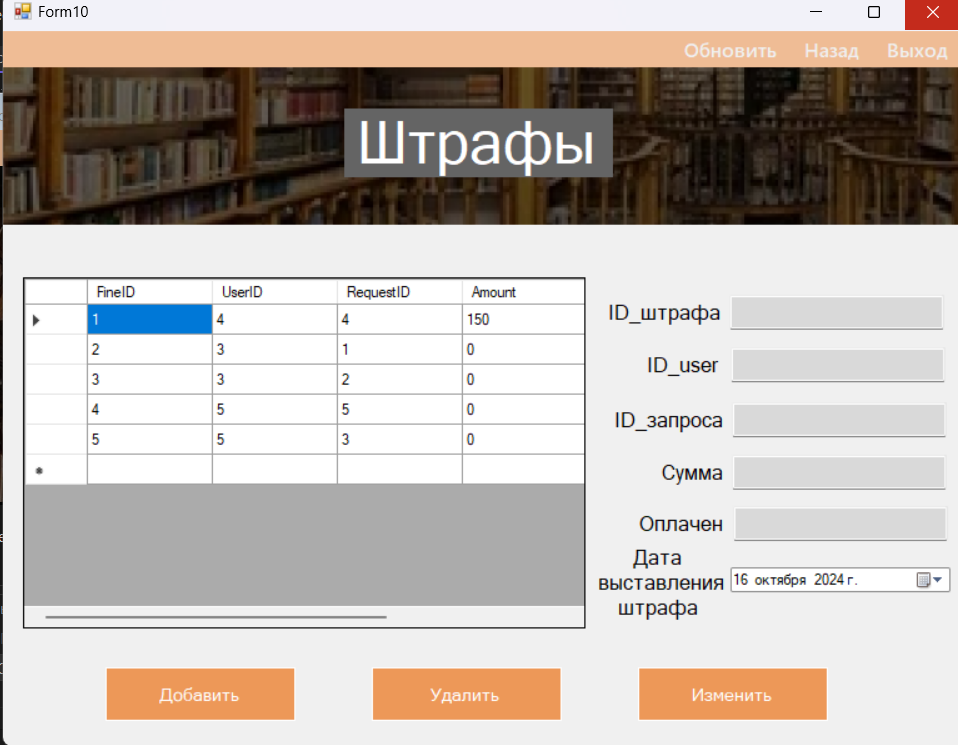 Form10
Обновить Назад Выход
Штрафы
FineID UserID RequestID Amount
1 4 4 150
2 3 1 0
3 3 2 0
4 5 5 0
5 5 3 0
ID_штрафа
ID_user
ID_запроса
Сумма
Оплачен
Дата
выставления
штрафа
16 октября 2024 г.
Добавить Удалить Изменить